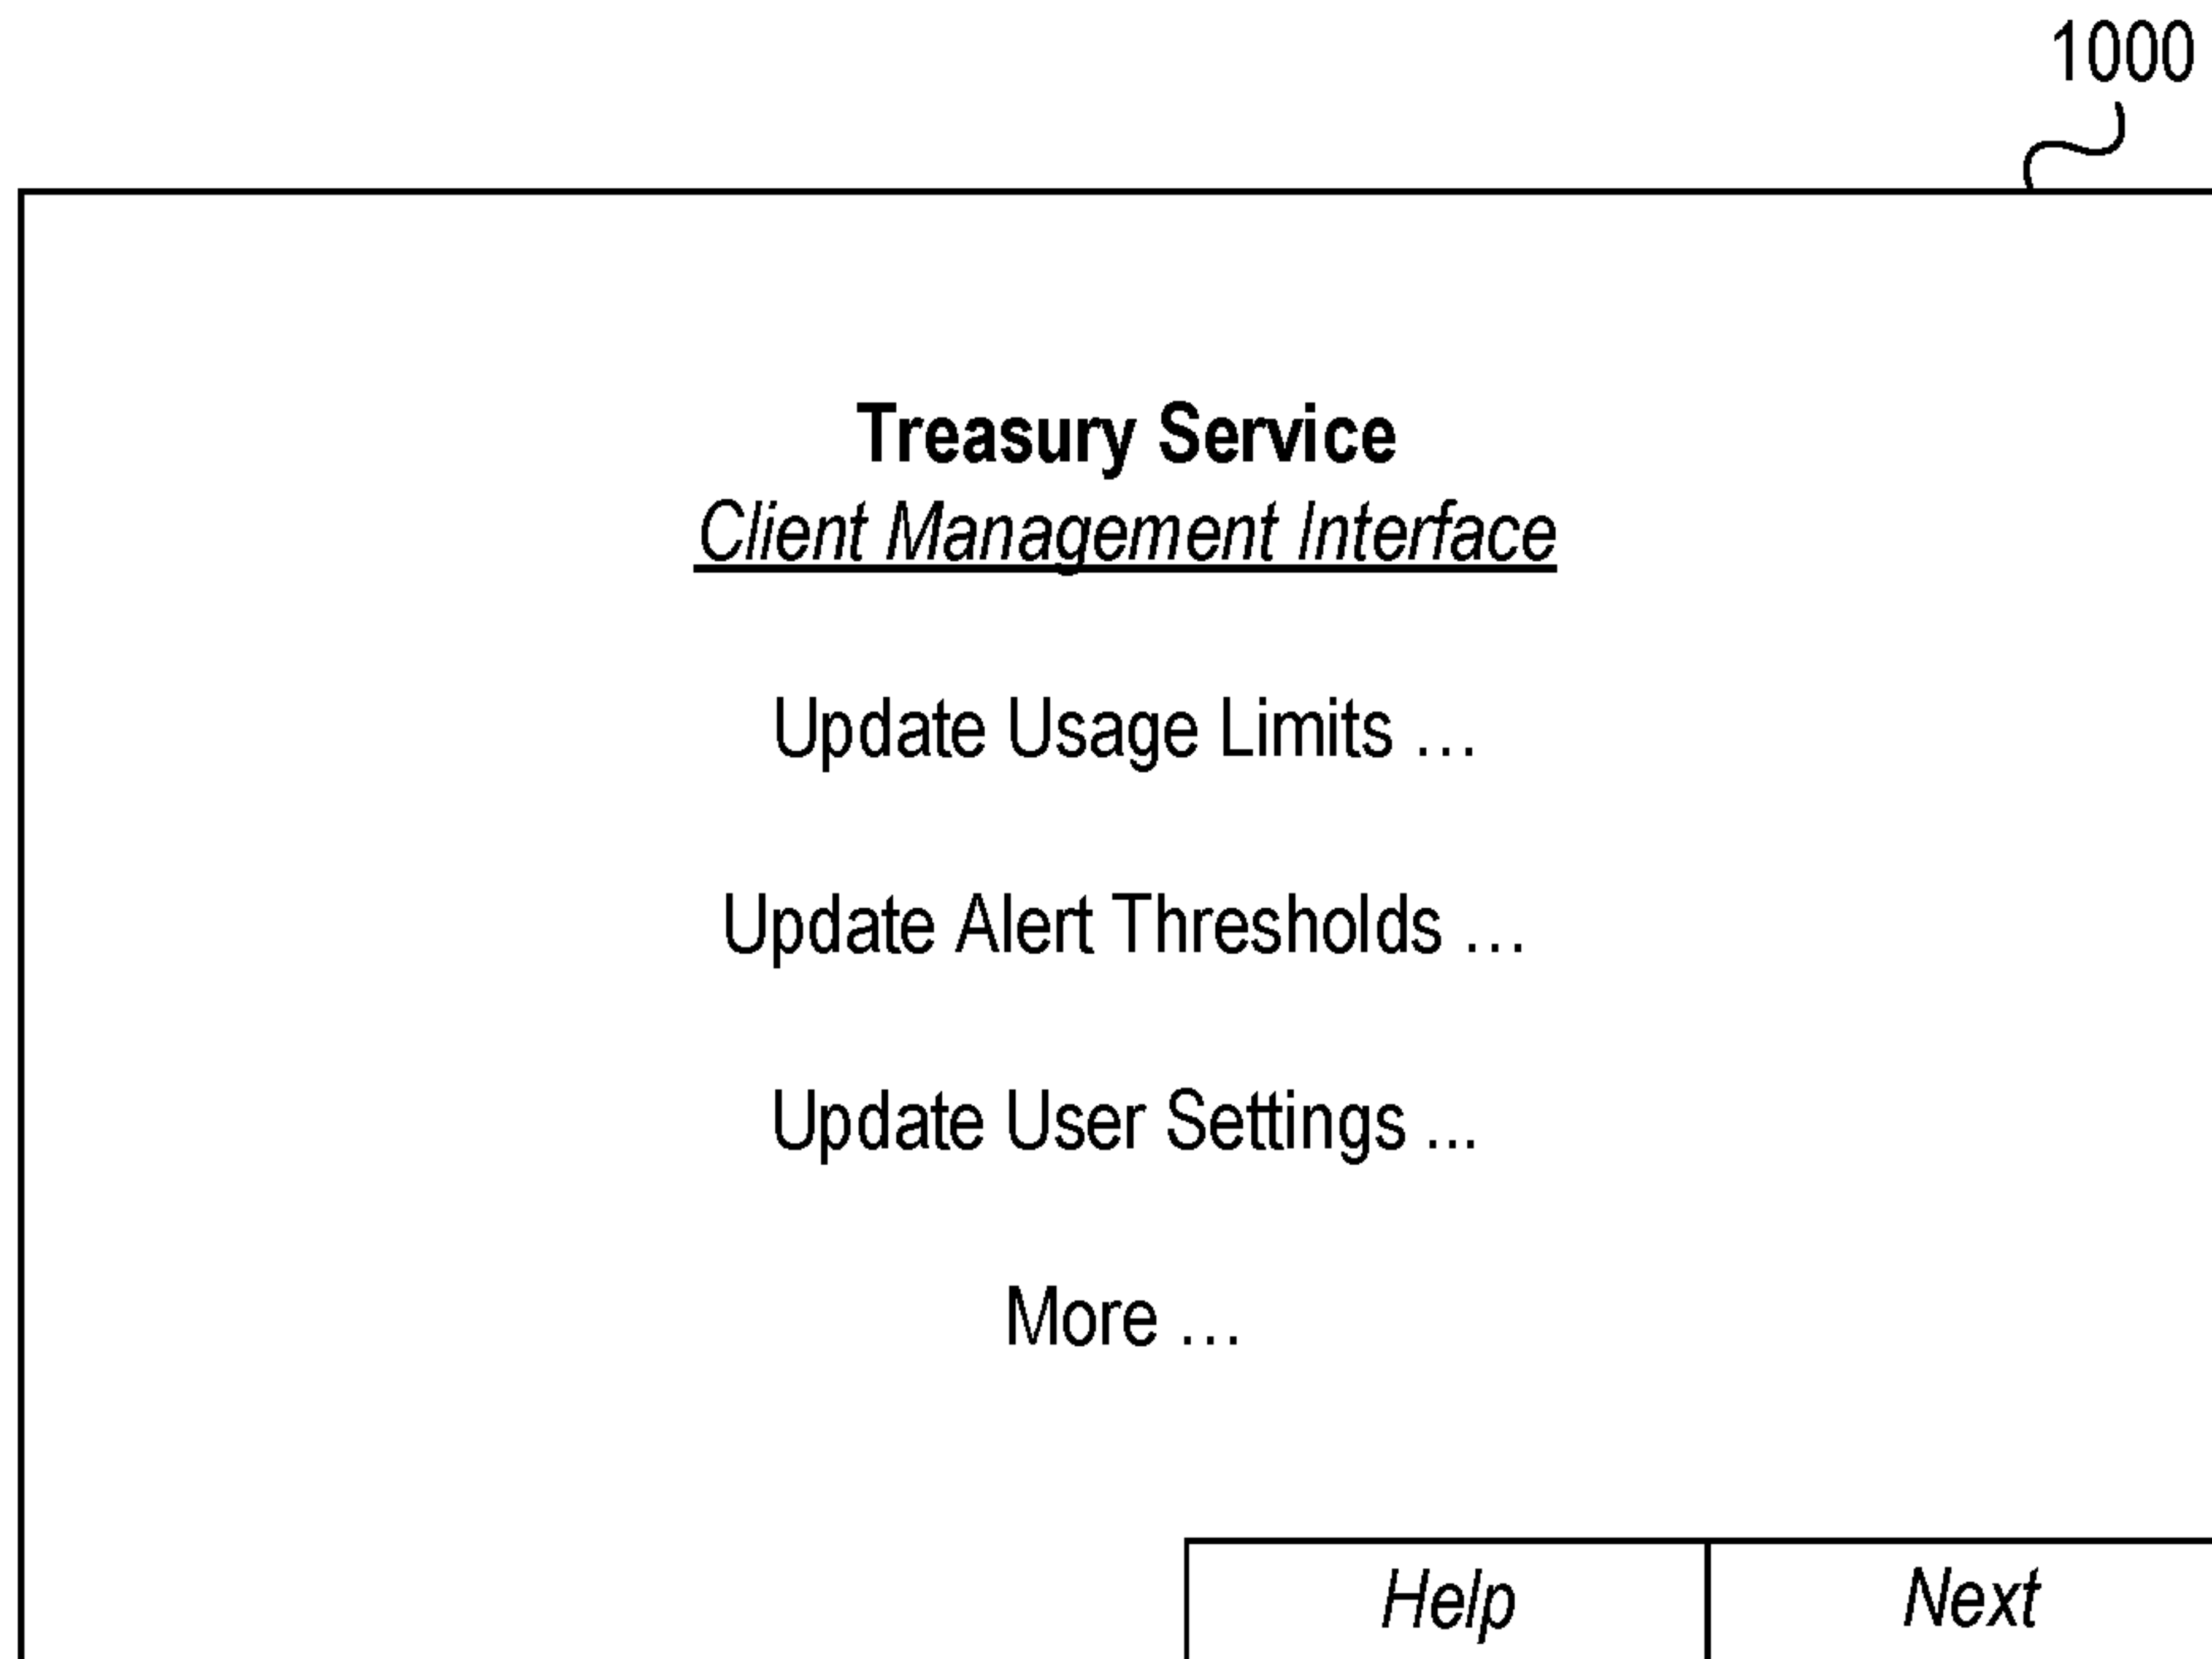 1000
Treasury Service
Client Management Interface
Update Usage Limits …
Update Alert Thresholds …
Update User Settings ...
More …
Help
Next